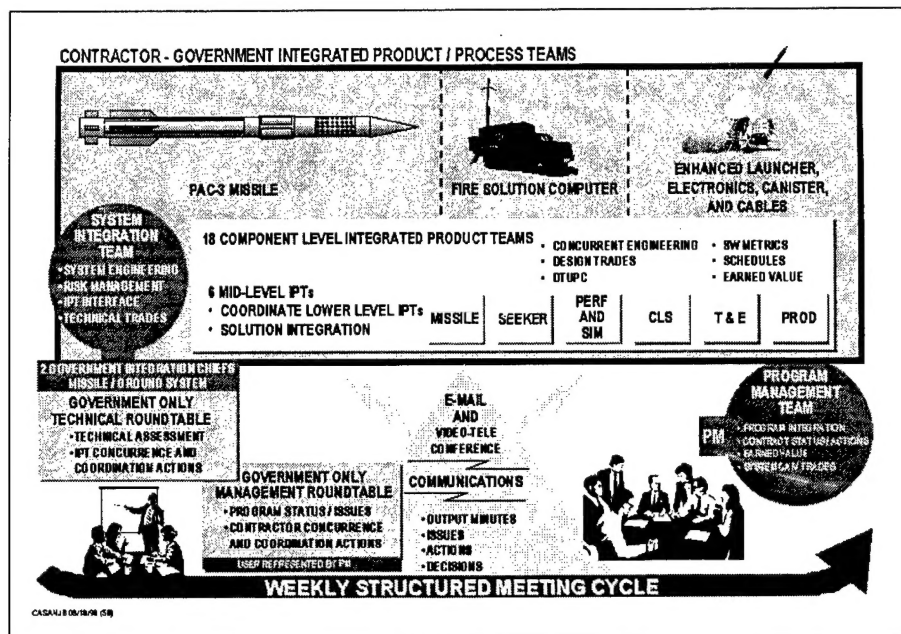 CONTRACTOR - GOVERNMENT INTEGRATED PRODUCT / PROCESS TEAMS
PAC-3 MISSILE
FIRE SOLUTION COMPUTER
ENHANCED LAUNCHER,
ELECTRONICS, CANISTER,
AND CABLES
SYSTEM
INTEGRATION
TEAM
• SYSTEM ENGINEERING
• RISK MANAGEMENT
• IPT INTERFACE
• TECHNICAL TRADES
18 COMPONENT LEVEL INTEGRATED PRODUCT TEAMS
• CONCURRENT ENGINEERING
• DESIGN TRADES
• DTUPC
• SW METRICS
• SCHEDULES
• EARNED VALUE
6 MID-LEVEL IPTs
• COORDINATE LOWER LEVEL IPTs
• SOLUTION INTEGRATION
MISSILE
SEEKER
PERF
AND
SIM
CLS
T & E
PROD
2 GOVERNMENT INTEGRATION CHIEFS
MISSILE / GROUND SYSTEM
GOVERNMENT ONLY
TECHNICAL ROUNDTABLE
• TECHNICAL ASSESSMENT
• IPT CONCURRENCE AND
COORDINATION ACTIONS
GOVERNMENT ONLY
MANAGEMENT ROUNDTABLE
• PROGRAM STATUS / ISSUES
• CONTRACTOR CONCURRENCE
AND COORDINATION ACTIONS
USER REPRESENTED BY PM
E-MAIL
AND
VIDEO-TELE
CONFERENCE
COMMUNICATIONS
• OUTPUT MINUTES
• ISSUES
• ACTIONS
• DECISIONS
PROGRAM
MANAGEMENT
TEAM
PM
• PROGRAM INTEGRATION
• CONTRACT STATUS / ACTIONS
• EARNED VALUE
WEEKLY STRUCTURED MEETING CYCLE